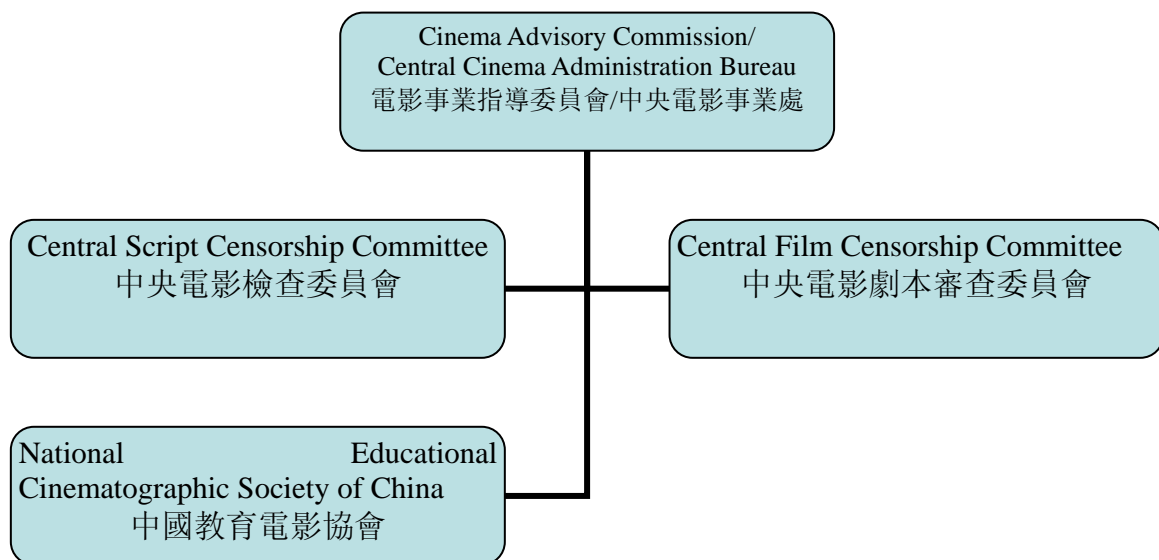 Cinema Advisory Commission/
Central Cinema Administration Bureau
電影事業指導委員會/中央電影事業處
Central Script Censorship Committee
中央電影檢查委員會
Central Film Censorship Committee
中央電影劇本審查委員會
National Educational
Cinematographic Society of China
中國教育電影協會